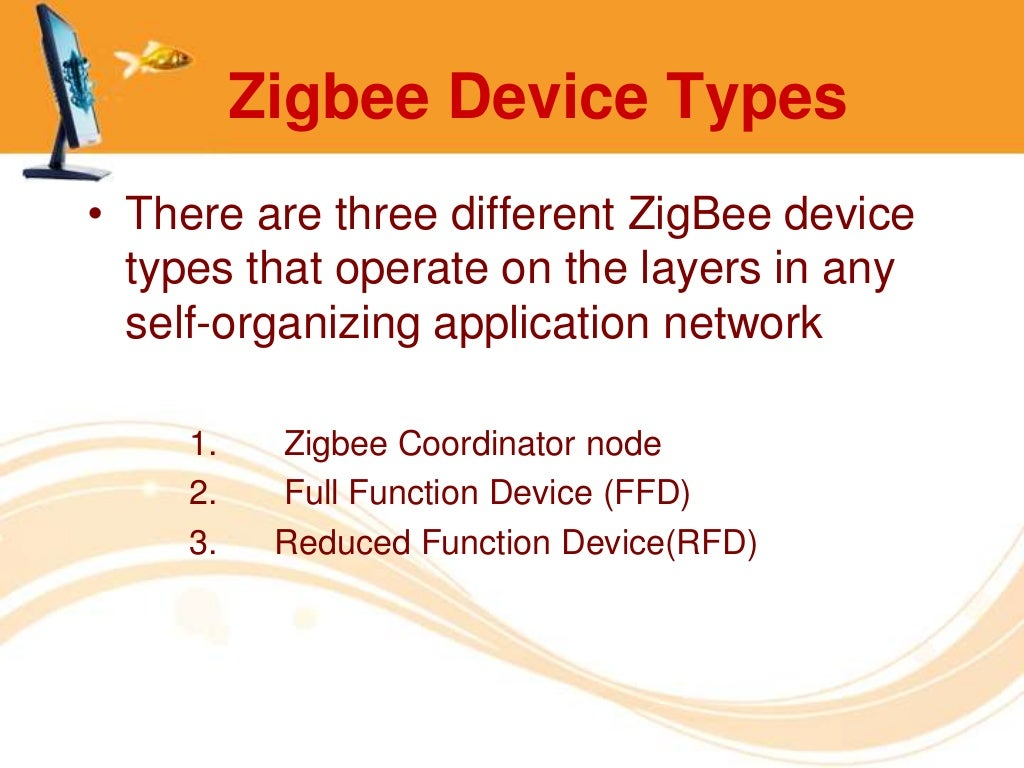 Zigbee Device Types
• There are three different ZigBee device
types that operate on the layers in any
self-organizing application network
1. Zigbee Coordinator node
2. Full Function Device (FFD)
3. Reduced Function Device(RFD)